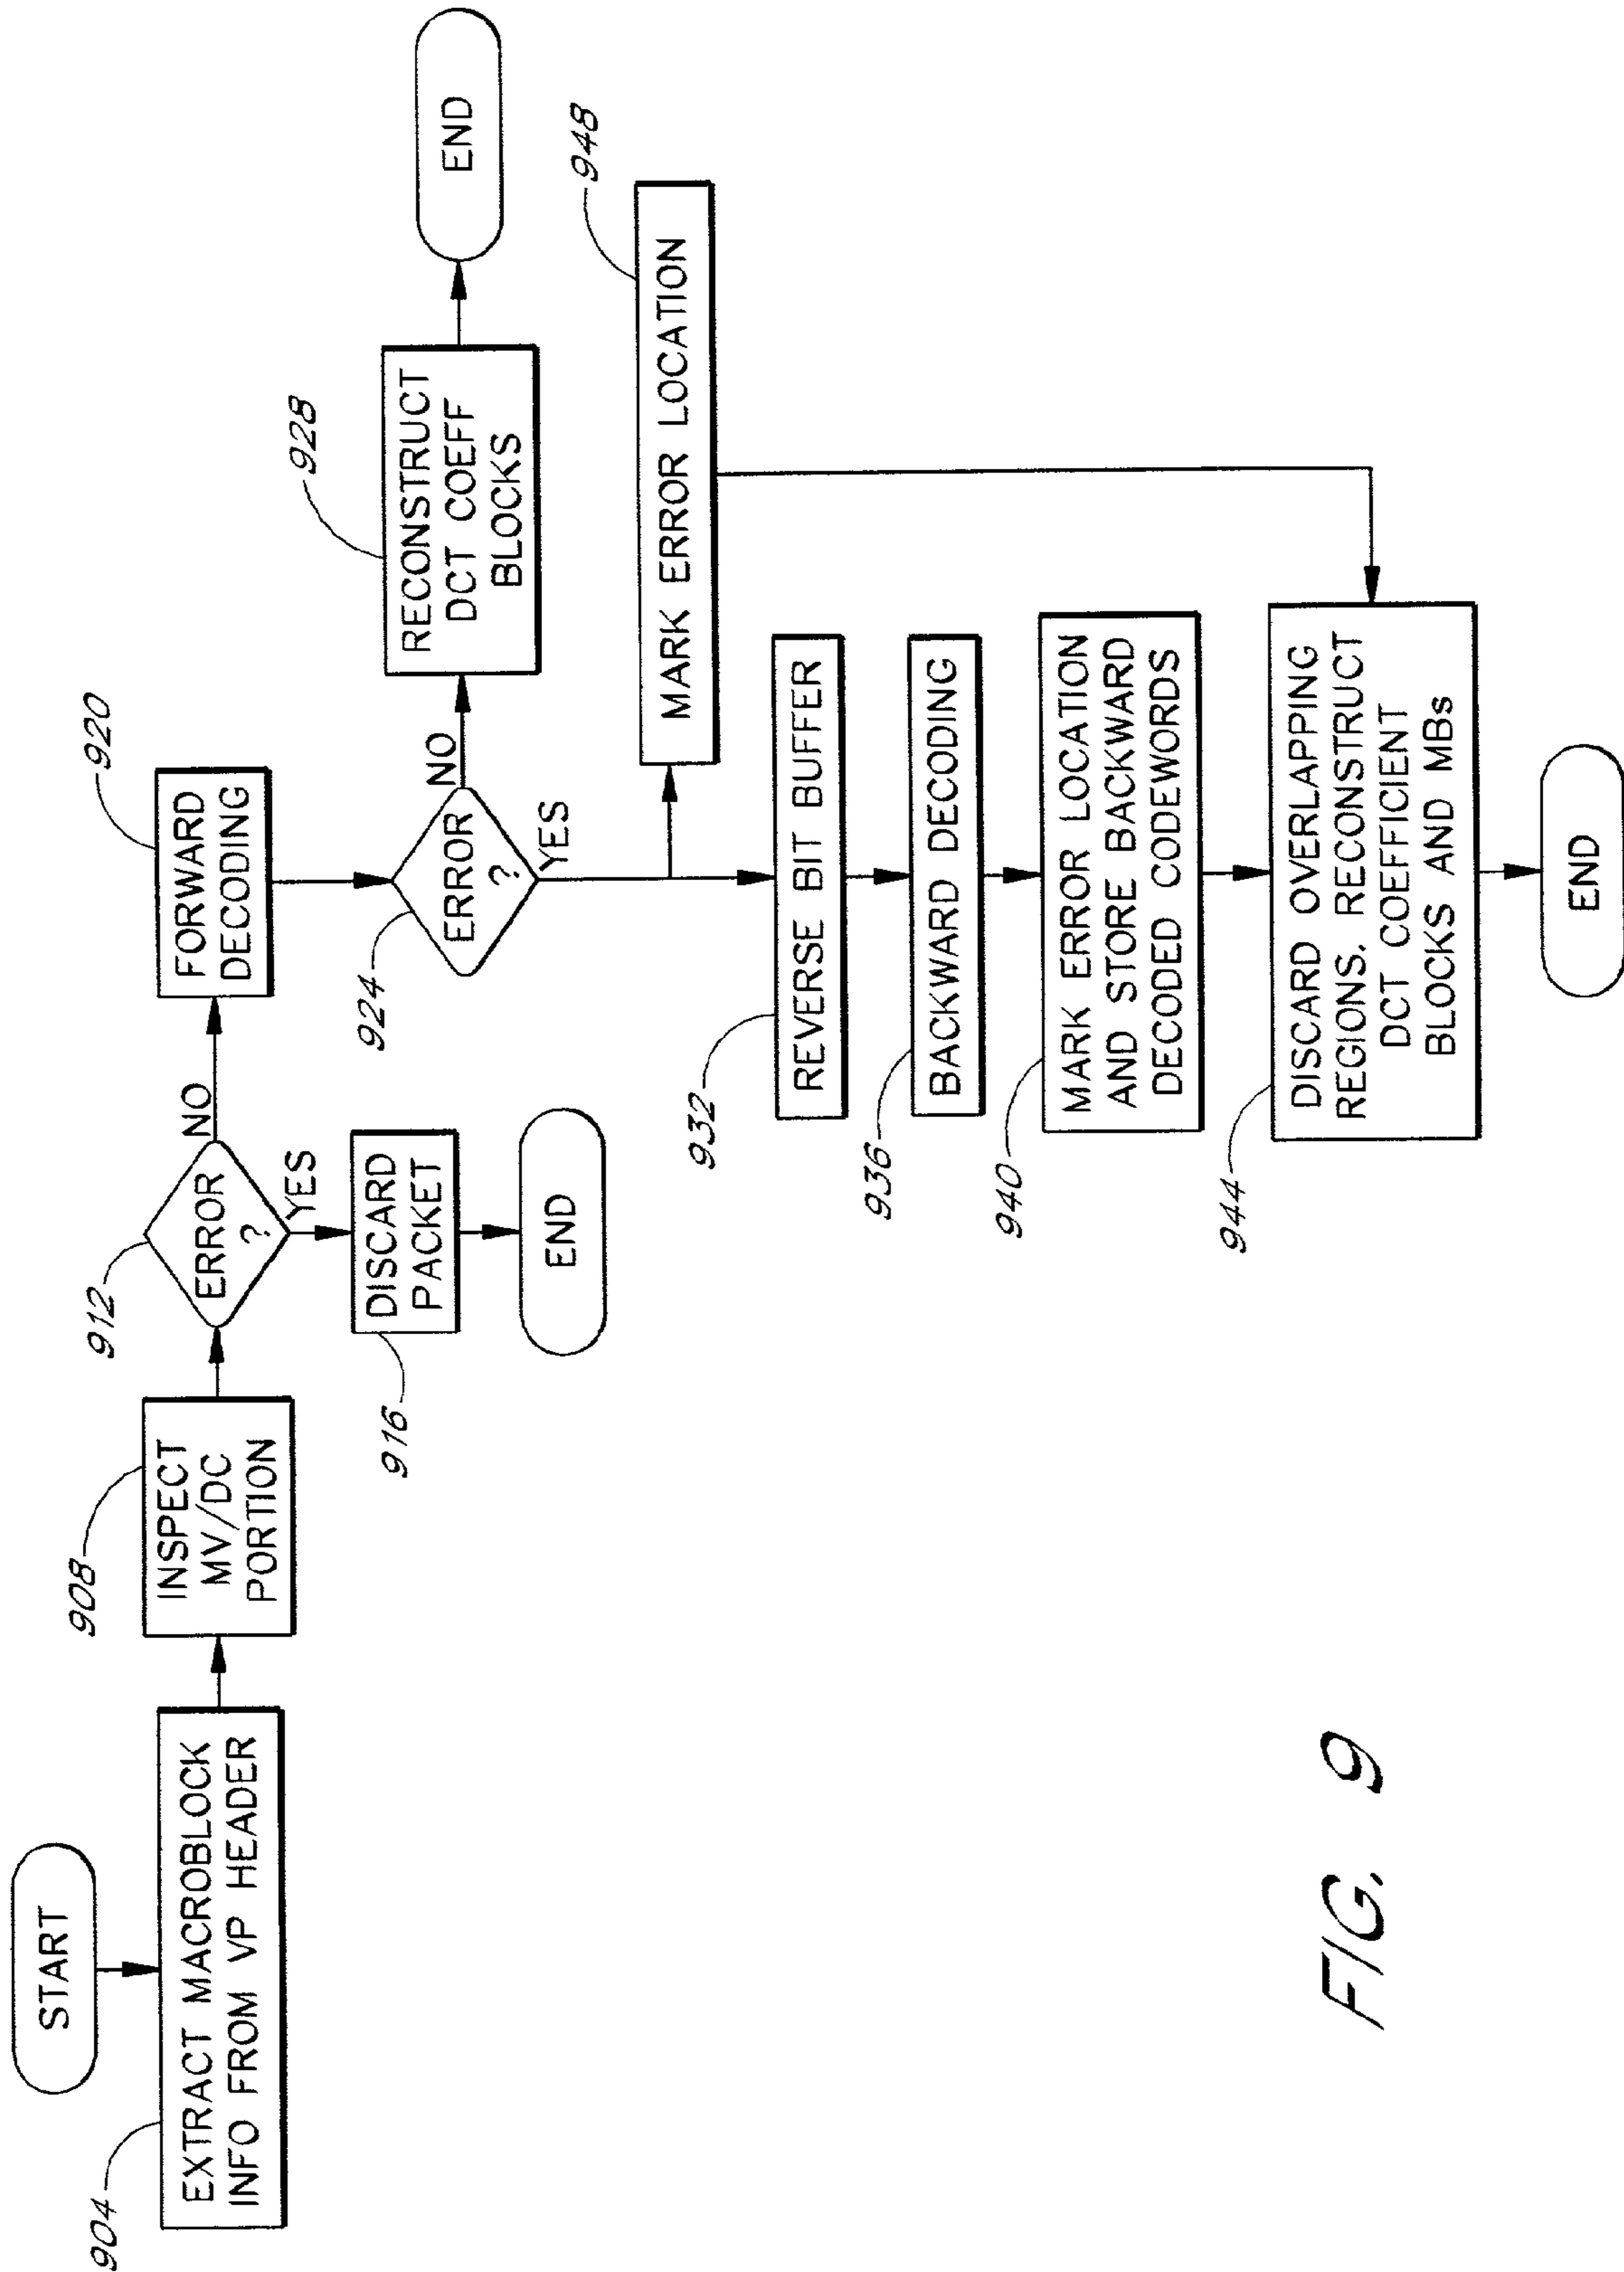 START
904
EXTRACT MACROBLOCK
INFO FROM VP HEADER
908
INSPECT
MV/DC
PORTION
912
ERROR
?
NO
YES
916
DISCARD
PACKET
END
920
FORWARD
DECODING
924
ERROR
?
NO
YES
928
RECONSTRUCT
DCT COEFF
BLOCKS
END
948
MARK ERROR LOCATION
932
REVERSE BIT BUFFER
936
BACKWARD DECODING
940
MARK ERROR LOCATION
AND STORE BACKWARD
DECODED CODEWORDS
944
DISCARD OVERLAPPING
REGIONS. RECONSTRUCT
DCT COEFFICIENT
BLOCKS AND MBs
END
FIG. 9